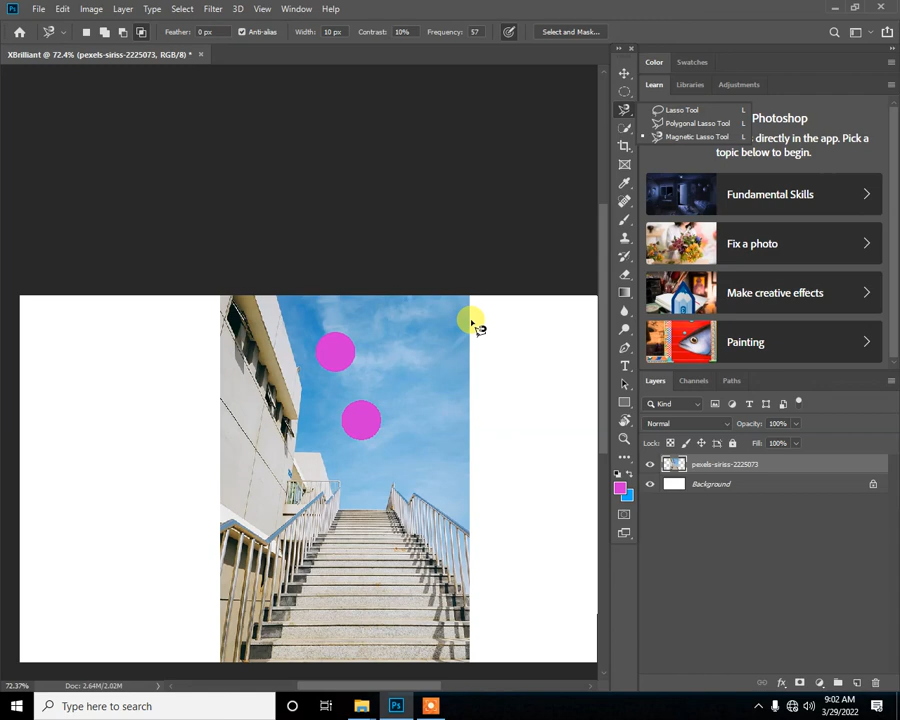 Ps File Edit Image Layer Type Select Filter 3D View Window Help
Feather: 0 px Anti-alias Width: 10 px Contrast: 10% Frequency: 57 Select and Mask...
XBrilliant @ 72.4% (pexels-siriss-2225073, RGB/8) * ×
Color Swatches
Learn Libraries Adjustments
Lasso Tool L
Polygonal Lasso Tool L
Magnetic Lasso Tool L
Photoshop
directly in the app. Pick a
topic below to begin.
Fundamental Skills
Fix a photo
Make creative effects
Painting
Layers Channels Paths
Kind
Normal Opacity: 100%
Lock: Fill: 100%
pexels-siriss-2225073
Background
fx
72.37% Doc: 2.64M/2.02M
Type here to search
Ps
9:02 AM
3/29/2022